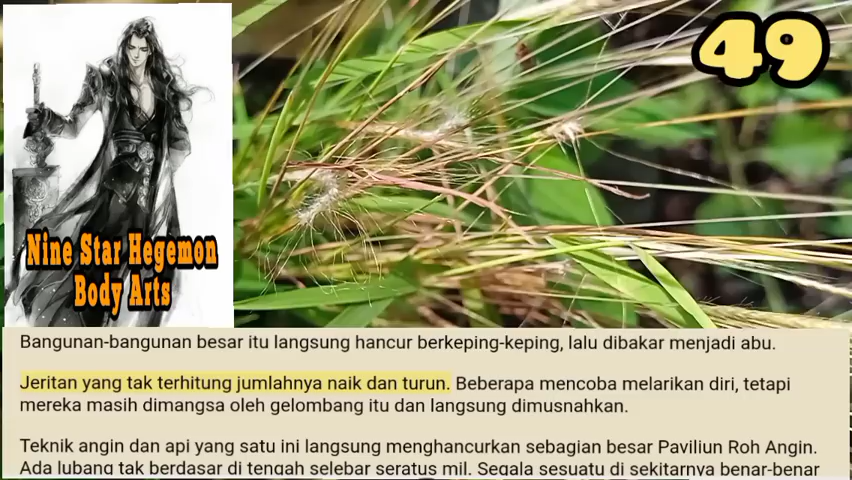 49
Nine Star Hegemon
Body Arts
Bangunan-bangunan besar itu langsung hancur berkeping-keping, lalu dibakar menjadi abu.
Jeritan yang tak terhitung jumlahnya naik dan turun. Beberapa mencoba melarikan diri, tetapi
mereka masih dimangsa oleh gelombang itu dan langsung dimusnahkan.
Teknik angin dan api yang satu ini langsung menghancurkan sebagian besar Paviliun Roh Angin.
Ada lubang tak berdasar di tengah selebar seratus mil. Segala sesuatu di sekitarnya benar-benar